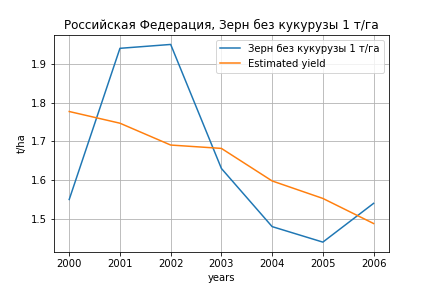 Российская Федерация, Зерн без кукурузы 1 т/га
Зерн без кукурузы 1 т/га
Estimated yield
1.9
1.8
1.7
1.6
1.5
t/ha
2000 2001 2002 2003 2004 2005 2006
years